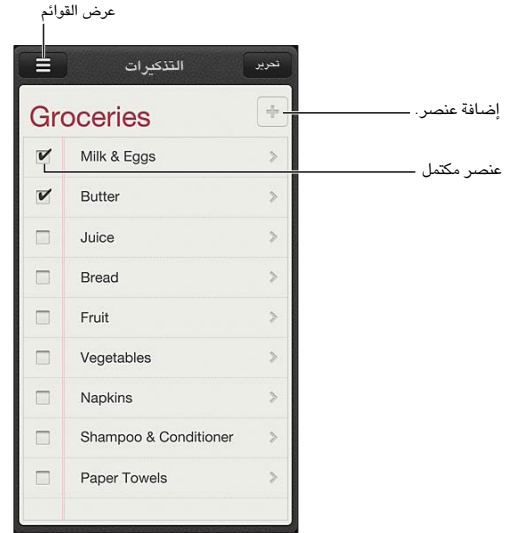 عرض القوائم
التذكيرات
تحرير
Groceries
إضافة عنصر.
Milk & Eggs
عنصر مكتمل
Butter
Juice
Bread
Fruit
Vegetables
Napkins
Shampoo & Conditioner
Paper Towels